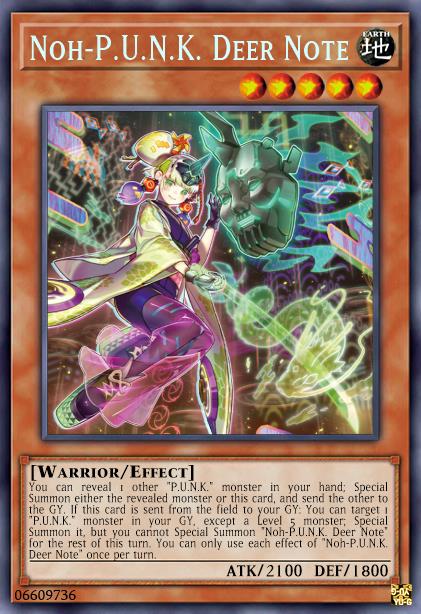 NOH-P.U.N.K. DEER NOTE
EARTH
地
[WARRIOR/EFFECT]
You can reveal 1 other "P.U.N.K." monster in your hand; Special
Summon either the revealed monster or this card, and send the other to
the GY. If this card is sent from the field to your GY: You can target 1
"P.U.N.K." monster in your GY, except a Level 5 monster; Special
Summon it, but you cannot Special Summon "Noh-P.U.N.K. Deer Note"
for the rest of this turn. You can only use each effect of "Noh-P.U.N.K.
Deer Note" once per turn.
ATK/2100 DEF/1800
06609736